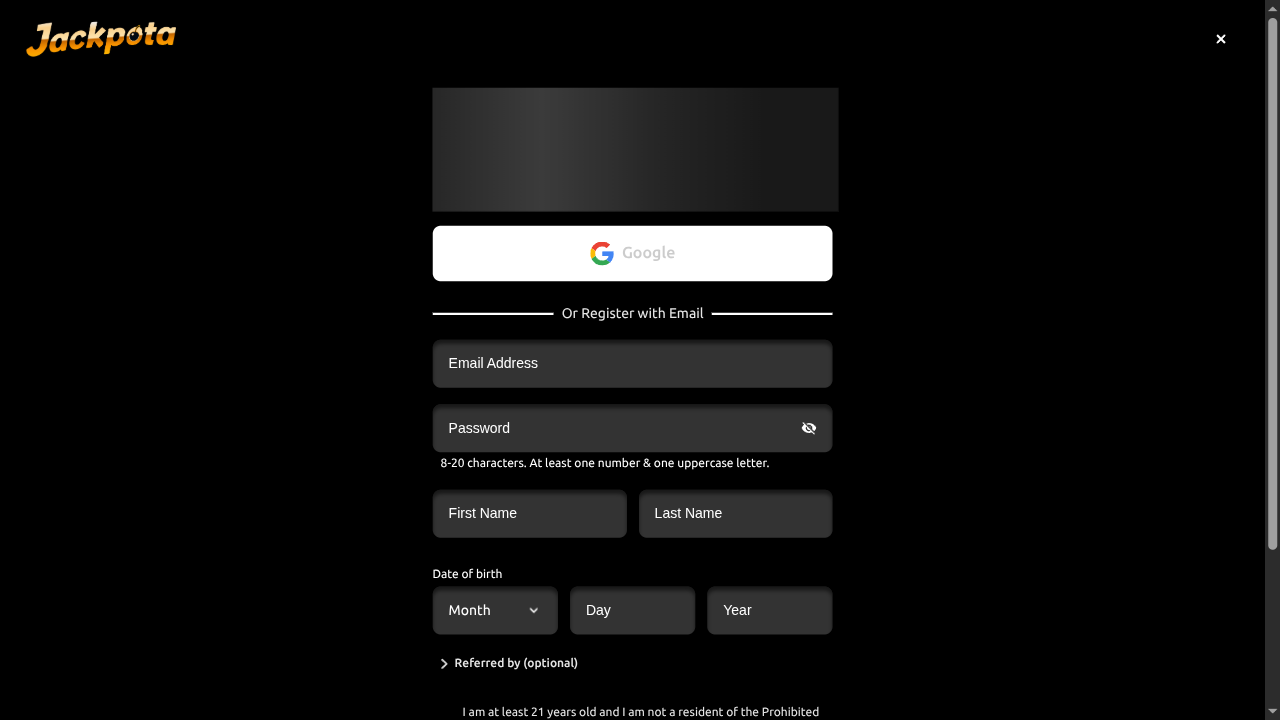 Jackpota
Google
Or Register with Email
Email Address
Password
8-20 characters. At least one number & one uppercase letter.
First Name
Last Name
Date of birth
Month
Day
Year
Referred by (optional)
I am at least 21 years old and I am not a resident of the Prohibited